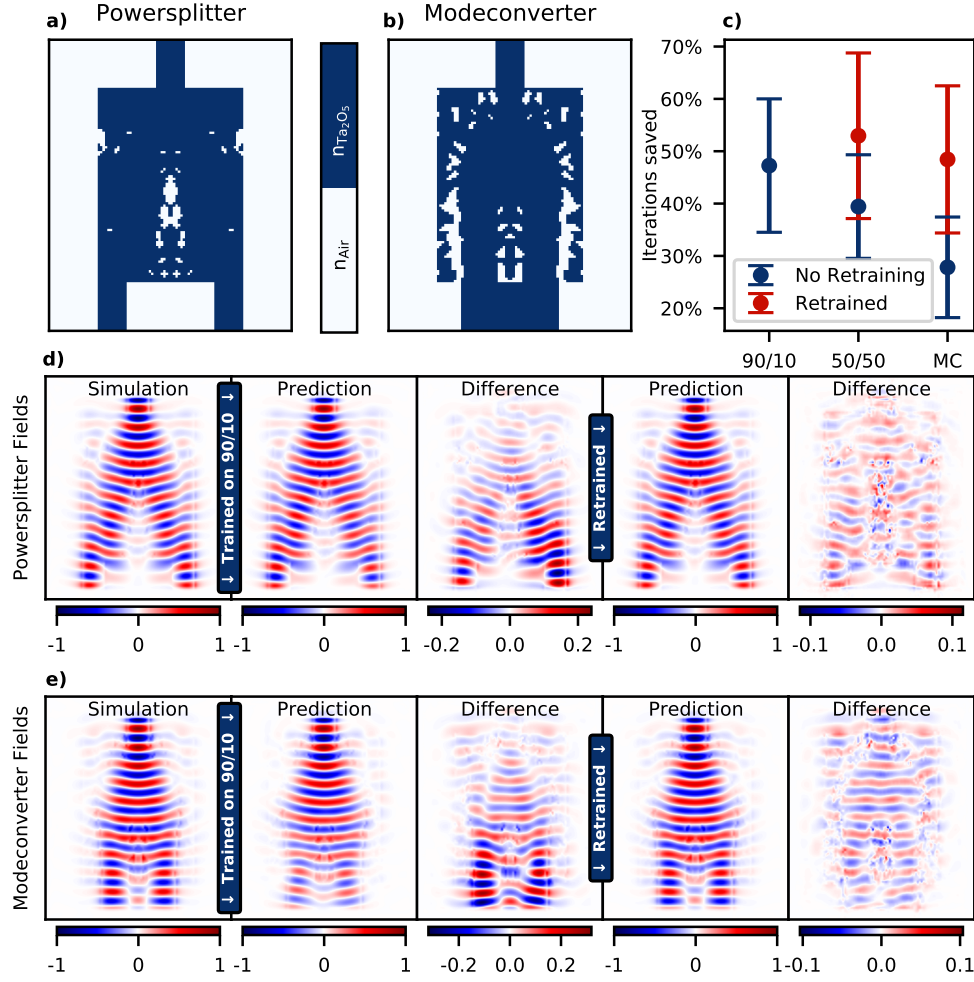 a) Powersplitter
b) Modeconverter
c)
n_Ta2O5
n_Air
Iterations saved
70%
60%
50%
40%
30%
20%
No Retraining
Retrained
90/10 50/50 MC
d)
Powersplitter Fields
Simulation
← Trained on 90/10 →
Prediction
Difference
← Retrained →
Prediction
Difference
-1 0 1
-1 0 1
-0.2 0.0 0.2
-1 0 1
-0.1 0.0 0.1
e)
Modeconverter Fields
Simulation
← Trained on 90/10 →
Prediction
Difference
← Retrained →
Prediction
Difference
-1 0 1
-1 0 1
-0.2 0.0 0.2
-1 0 1
-0.1 0.0 0.1